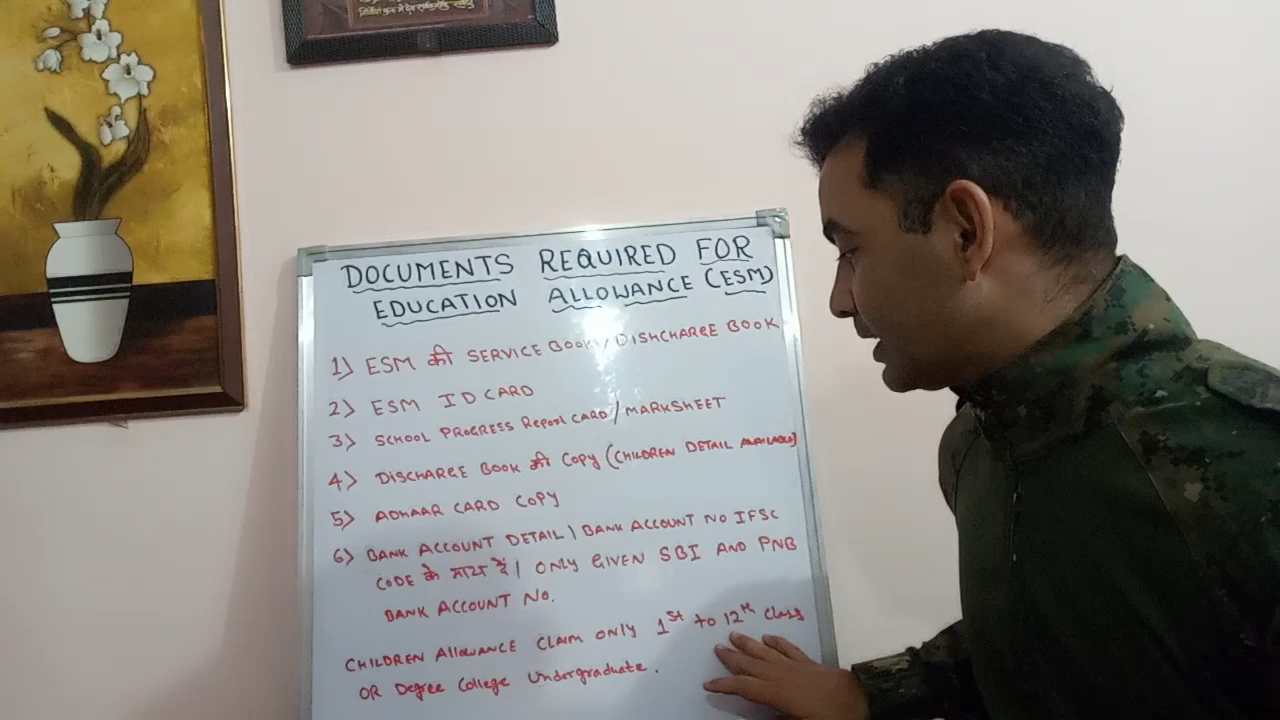 DOCUMENTS REQUIRED FOR
EDUCATION ALLOWANCE (ESM)
1) ESM की SERVICE BOOK / DISHCHARGE BOOK
2) ESM ID CARD
3) SCHOOL PROGRESS Report CARD / MARKSHEET
4) DISCHARGE BOOK की COPY (CHILDREN DETAIL AVAILABLE)
5) ADHAAR CARD COPY
6) BANK ACCOUNT DETAIL / BANK ACCOUNT NO IFSC
CODE के साथ दें | ONLY GIVEN SBI AND PNB
BANK ACCOUNT NO.
CHILDREN AllOWANCE CLAIM ONLY 1st to 12th Class
OR Degree College Undergraduate.